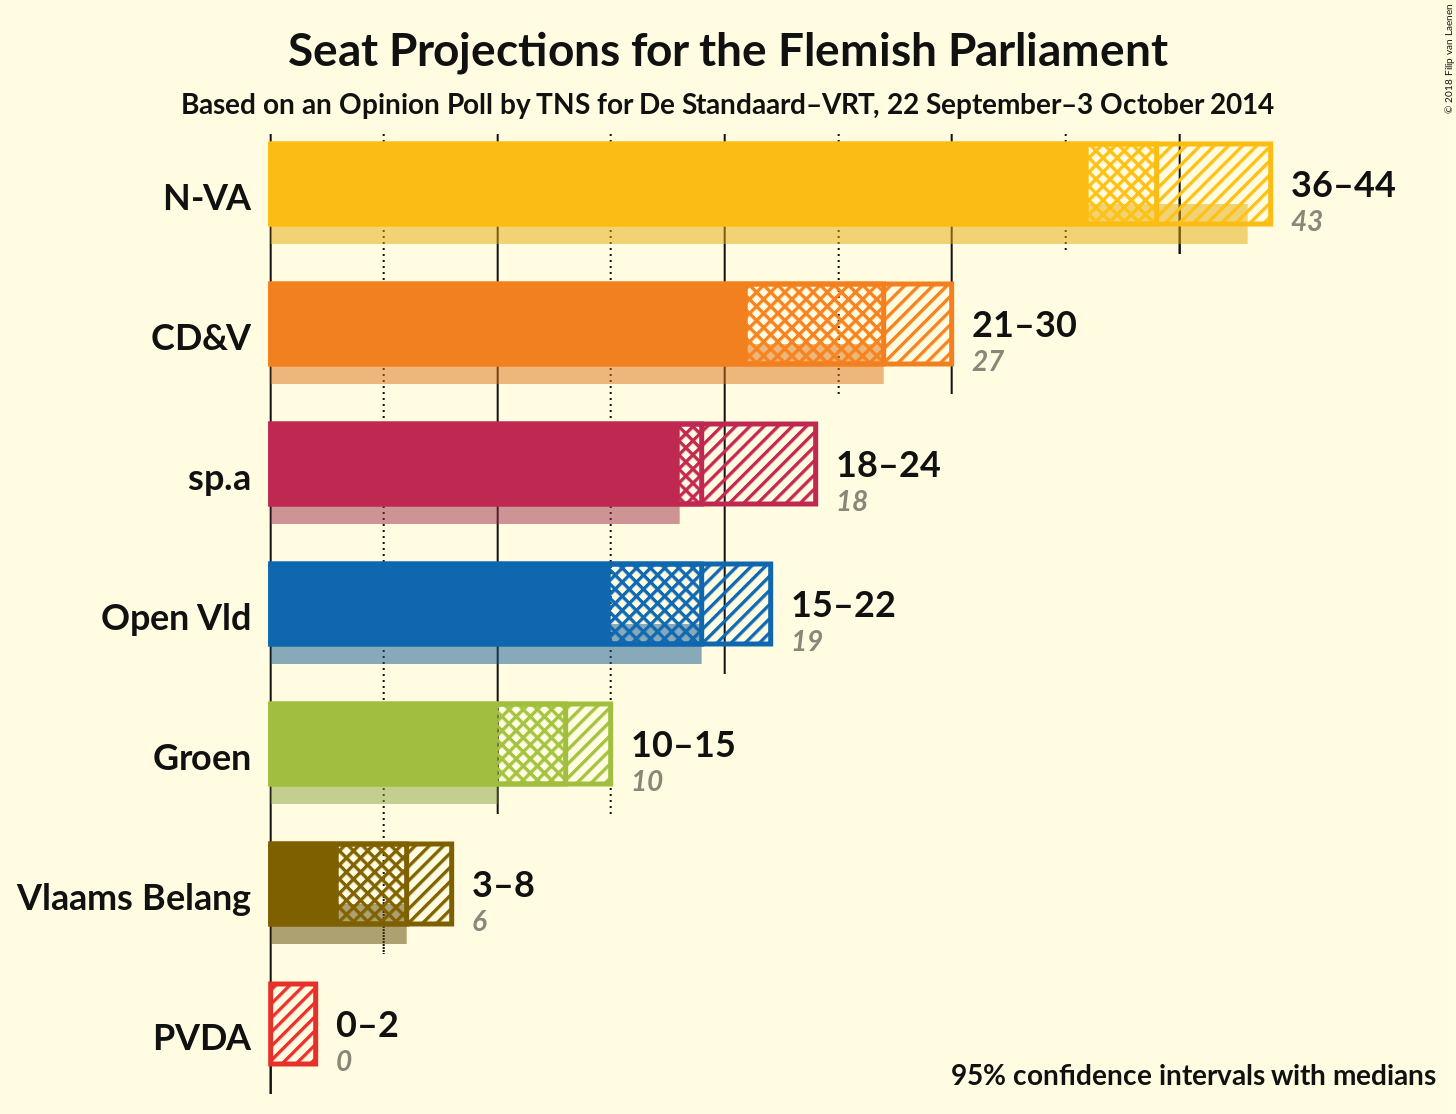 Seat Projections for the Flemish Parliament
Based on an Opinion Poll by TNS for De Standaard–VRT, 22 September–3 October 2014
© 2018 Filip van Laenen
N-VA
36–44
43
CD&V
21–30
27
sp.a
18–24
18
Open Vld
15–22
19
Groen
10–15
10
Vlaams Belang
3–8
6
PVDA
0–2
0
95% confidence intervals with medians